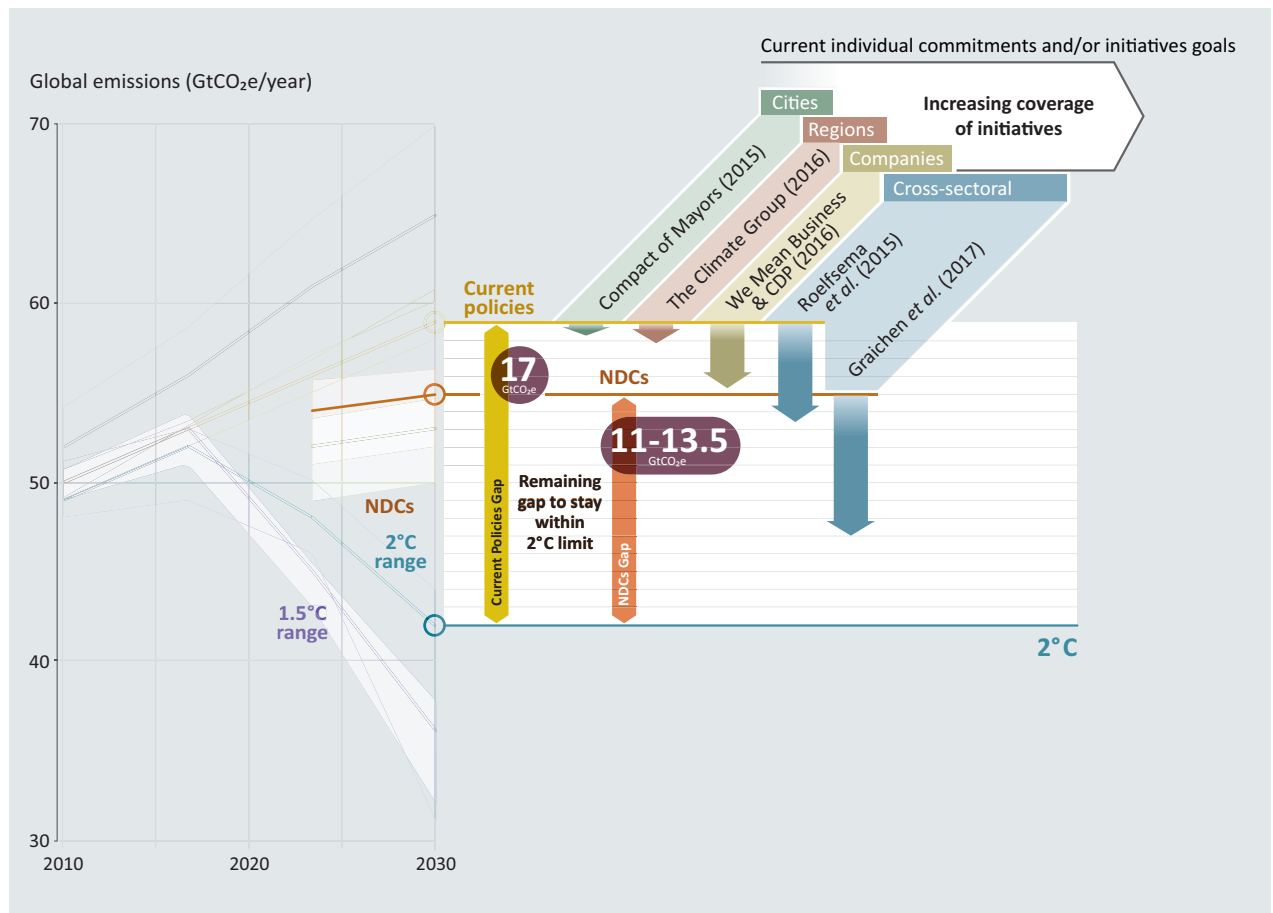 Current individual commitments and/or initiatives goals
Global emissions (GtCO₂e/year)
Increasing coverage
of initiatives
Cities
Regions
Companies
Cross-sectoral
Compact of Mayors (2015)
The Climate Group (2016)
We Mean Business
& CDP (2016)
Roelfsema
et al. (2015)
Graichen et al. (2017)
70
60
50
40
30
2010
2020
2030
Current
policies
17
GtCO₂e
NDCs
11-13.5
GtCO₂e
Current Policies Gap
Remaining
gap to stay
within
2°C limit
NDCs Gap
NDCs
2°C
range
1.5°C
range
2°C